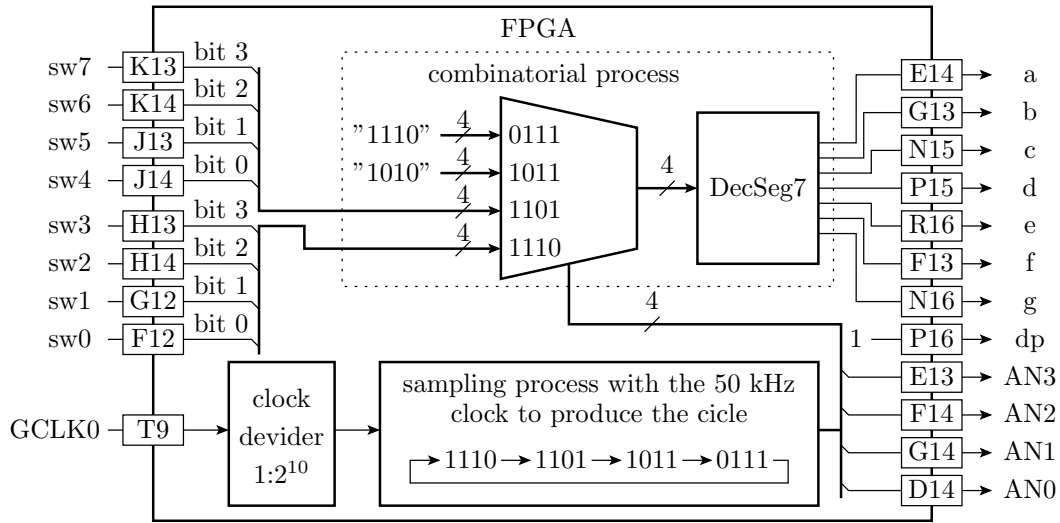 FPGA
combinatorial process
sw7 K13 bit 3
sw6 K14 bit 2
sw5 J13 bit 1
sw4 J14 bit 0
sw3 H13 bit 3
sw2 H14 bit 2
sw1 G12 bit 1
sw0 F12 bit 0
"1110" 4 0111
"1010" 4 1011
4 1101
4 1110
4
DecSeg7
4
E14 a
G13 b
N15 c
P15 d
R16 e
F13 f
N16 g
1 P16 dp
E13 AN3
F14 AN2
G14 AN1
D14 AN0
GCLK0 T9
clock
devider
1:2^10
sampling process with the 50 kHz
clock to produce the cicle
1110 1101 1011 0111